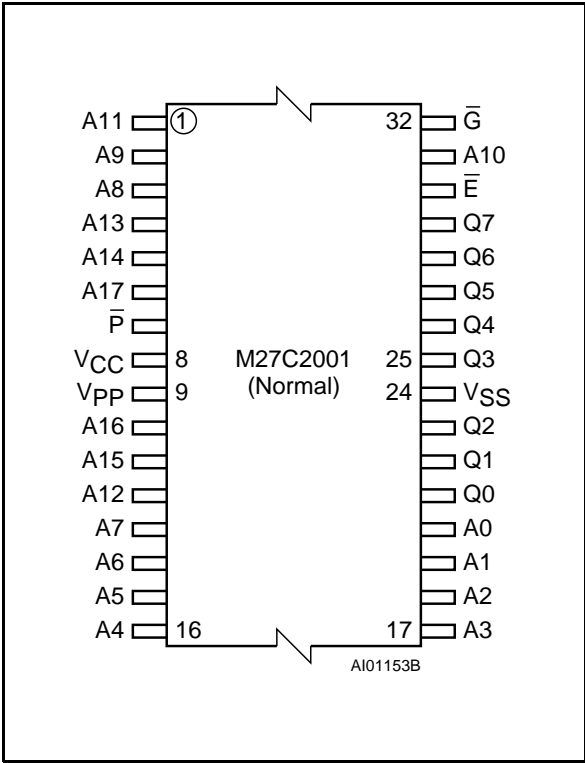 A11 1 32 G̅
A9 A10
A8 E̅
A13 Q7
A14 Q6
A17 Q5
P̅ Q4
VCC 8 M27C2001 25 Q3
VPP 9 (Normal) 24 VSS
A16 Q2
A15 Q1
A12 Q0
A7 A0
A6 A1
A5 A2
A4 16 17 A3
AI01153B